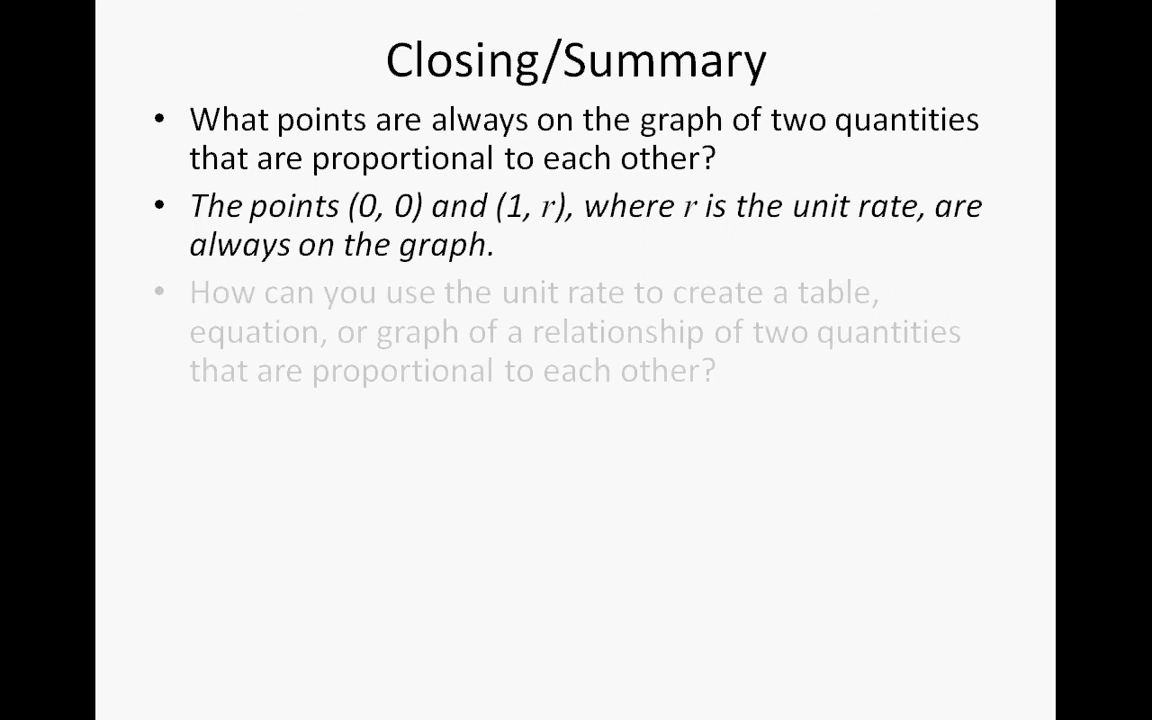 Closing/Summary
• What points are always on the graph of two quantities
that are proportional to each other?
• The points (0, 0) and (1, r), where r is the unit rate, are
always on the graph.
• How can you use the unit rate to create a table,
equation, or graph of a relationship of two quantities
that are proportional to each other?